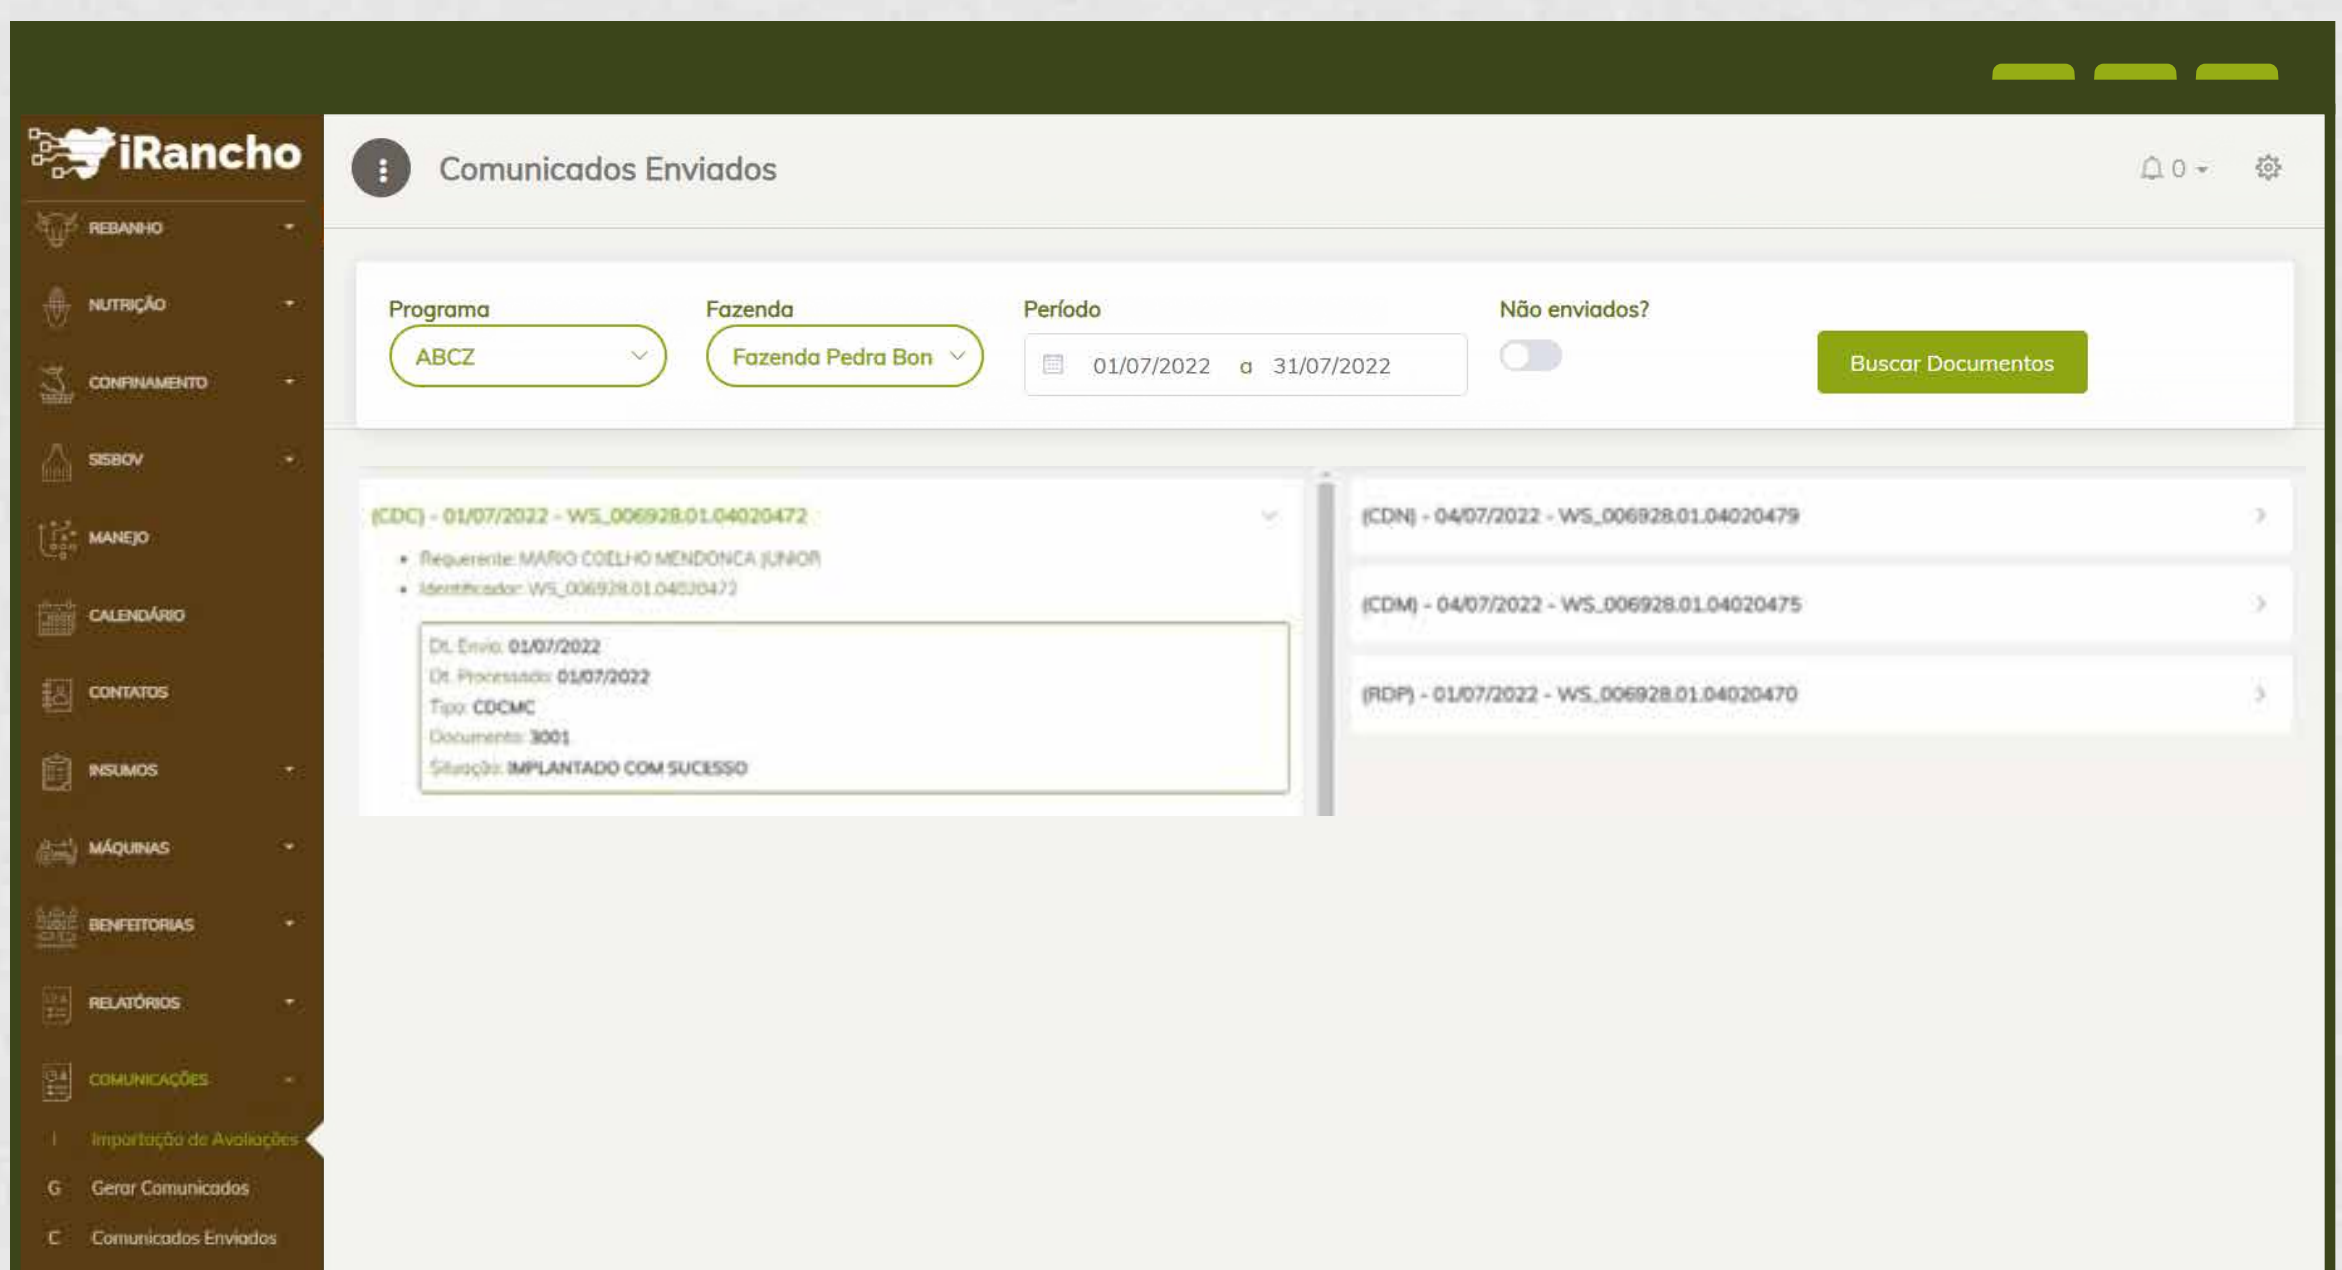 iRancho
Comunicados Enviados
0
REBANHO
NUTRIÇÃO
CONFINAMENTO
SISBOV
MANEJO
CALENDÁRIO
CONTATOS
INSUMOS
MÁQUINAS
BENFEITORIAS
RELATÓRIOS
COMUNICAÇÕES
I Importação de Avaliações
G Gerar Comunicados
C Comunicados Enviados
Programa
ABCZ
Fazenda
Fazenda Pedra Bon
Período
01/07/2022 a 31/07/2022
Não enviados?
Buscar Documentos
(CDC) - 01/07/2022 - WS_006928.01.04020472
• Requerente: MARIO COELHO MENDONCA JUNIOR
• Identificador: WS_006928.01.04020472
Dt. Envio: 01/07/2022
Dt. Processado: 01/07/2022
Tipo: CDCMC
Documento: 3001
Situação: IMPLANTADO COM SUCESSO
(CDN) - 04/07/2022 - WS_006928.01.04020479
(CDM) - 04/07/2022 - WS_006928.01.04020475
(RDP) - 01/07/2022 - WS_006928.01.04020470